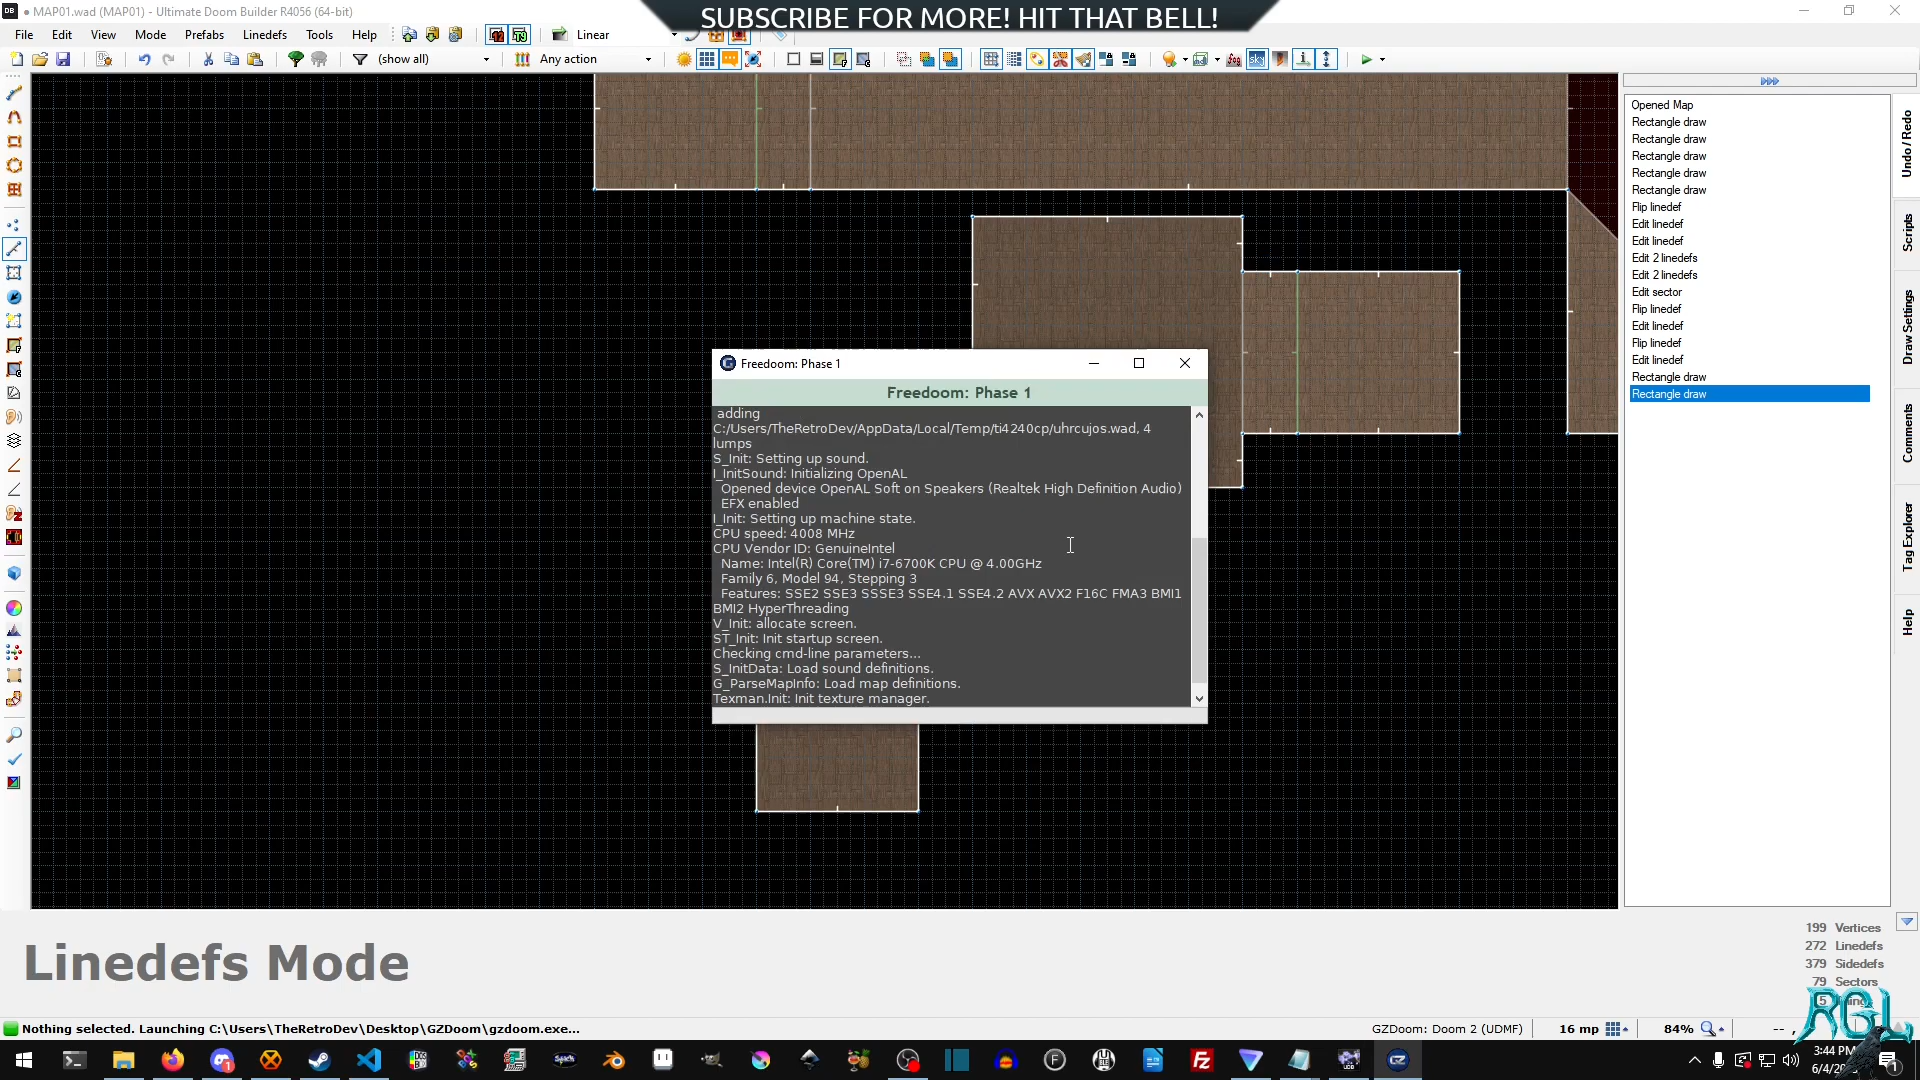 SUBSCRIBE FOR MORE! HIT THAT BELL!
DB • MAP01.wad (MAP01) - Ultimate Doom Builder R4056 (64-bit)
File Edit View Mode Prefabs Linedefs Tools Help Linear
(show all) Any action
Opened Map
Rectangle draw
Rectangle draw
Rectangle draw
Rectangle draw
Rectangle draw
Flip linedef
Edit linedef
Edit linedef
Edit 2 linedefs
Edit 2 linedefs
Edit sector
Flip linedef
Edit linedef
Flip linedef
Edit linedef
Rectangle draw
Rectangle draw
Undo / Redo
Scripts
Draw Settings
Comments
Tag Explorer
Help
Freedoom: Phase 1
Freedoom: Phase 1
adding
C:/Users/TheRetroDev/AppData/Local/Temp/ti4240cp/uhrcujos.wad, 4
lumps
S_Init: Setting up sound.
I_InitSound: Initializing OpenAL
Opened device OpenAL Soft on Speakers (Realtek High Definition Audio)
EFX enabled
I_Init: Setting up machine state.
CPU speed: 4008 MHz
CPU Vendor ID: GenuineIntel
Name: Intel(R) Core(TM) i7-6700K CPU @ 4.00GHz
Family 6, Model 94, Stepping 3
Features: SSE2 SSE3 SSSE3 SSE4.1 SSE4.2 AVX AVX2 F16C FMA3 BMI1
BMI2 HyperThreading
V_Init: allocate screen.
ST_Init: Init startup screen.
Checking cmd-line parameters...
S_InitData: Load sound definitions.
G_ParseMapInfo: Load map definitions.
Texman.Init: Init texture manager.
Linedefs Mode
199 Vertices
272 Linedefs
379 Sidedefs
79 Sectors
RGL
Nothing selected. Launching C:\Users\TheRetroDev\Desktop\GZDoom\gzdoom.exe...
GZDoom: Doom 2 (UDMF) 16 mp 84% -- ,
3:44 PM